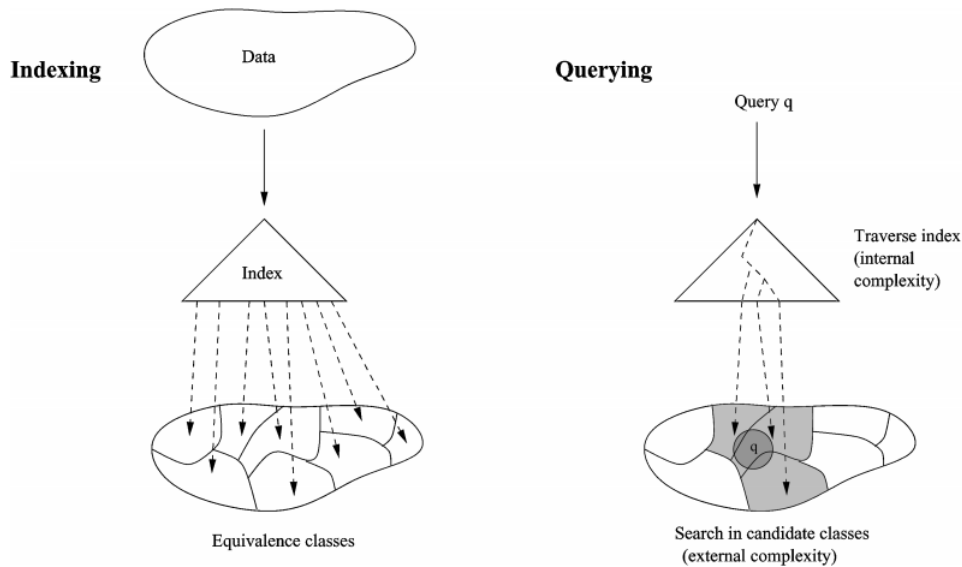 Indexing
Data
Index
Equivalence classes
Querying
Query q
Traverse index
(internal
complexity)
q
Search in candidate classes
(external complexity)